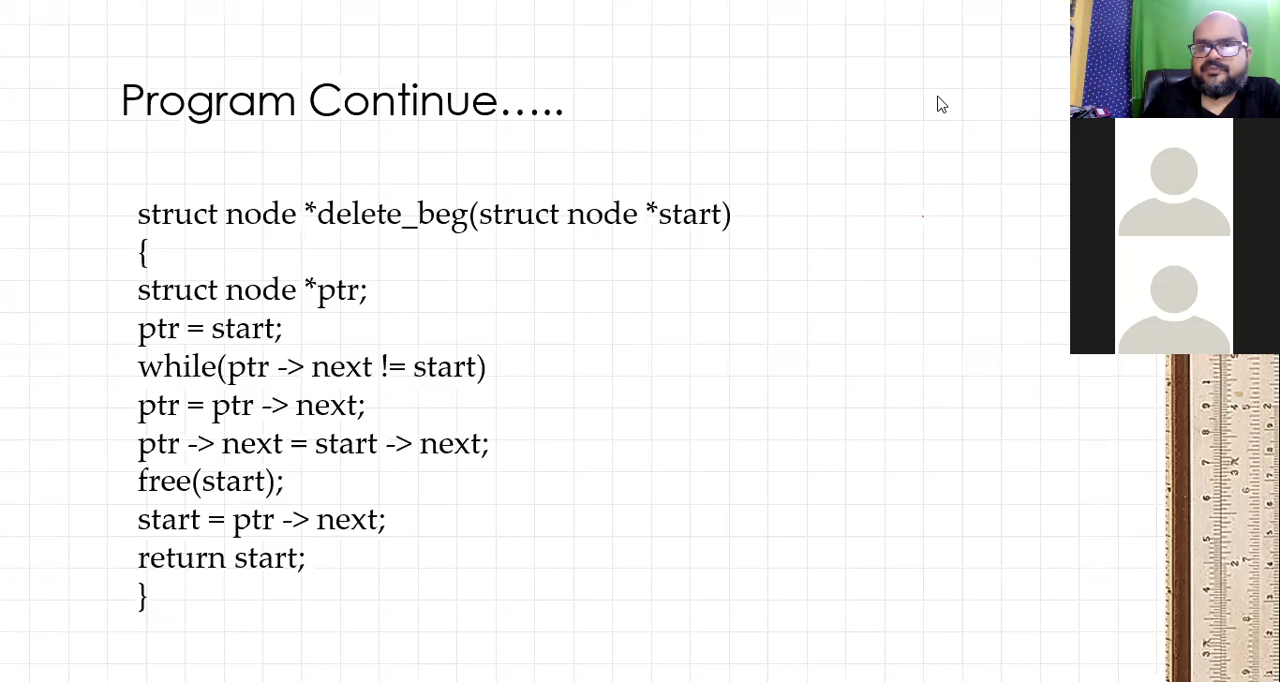 Program Continue.....
struct node *delete_beg(struct node *start)
{
struct node *ptr;
ptr = start;
while(ptr -> next != start)
ptr = ptr -> next;
ptr -> next = start -> next;
free(start);
start = ptr -> next;
return start;
}